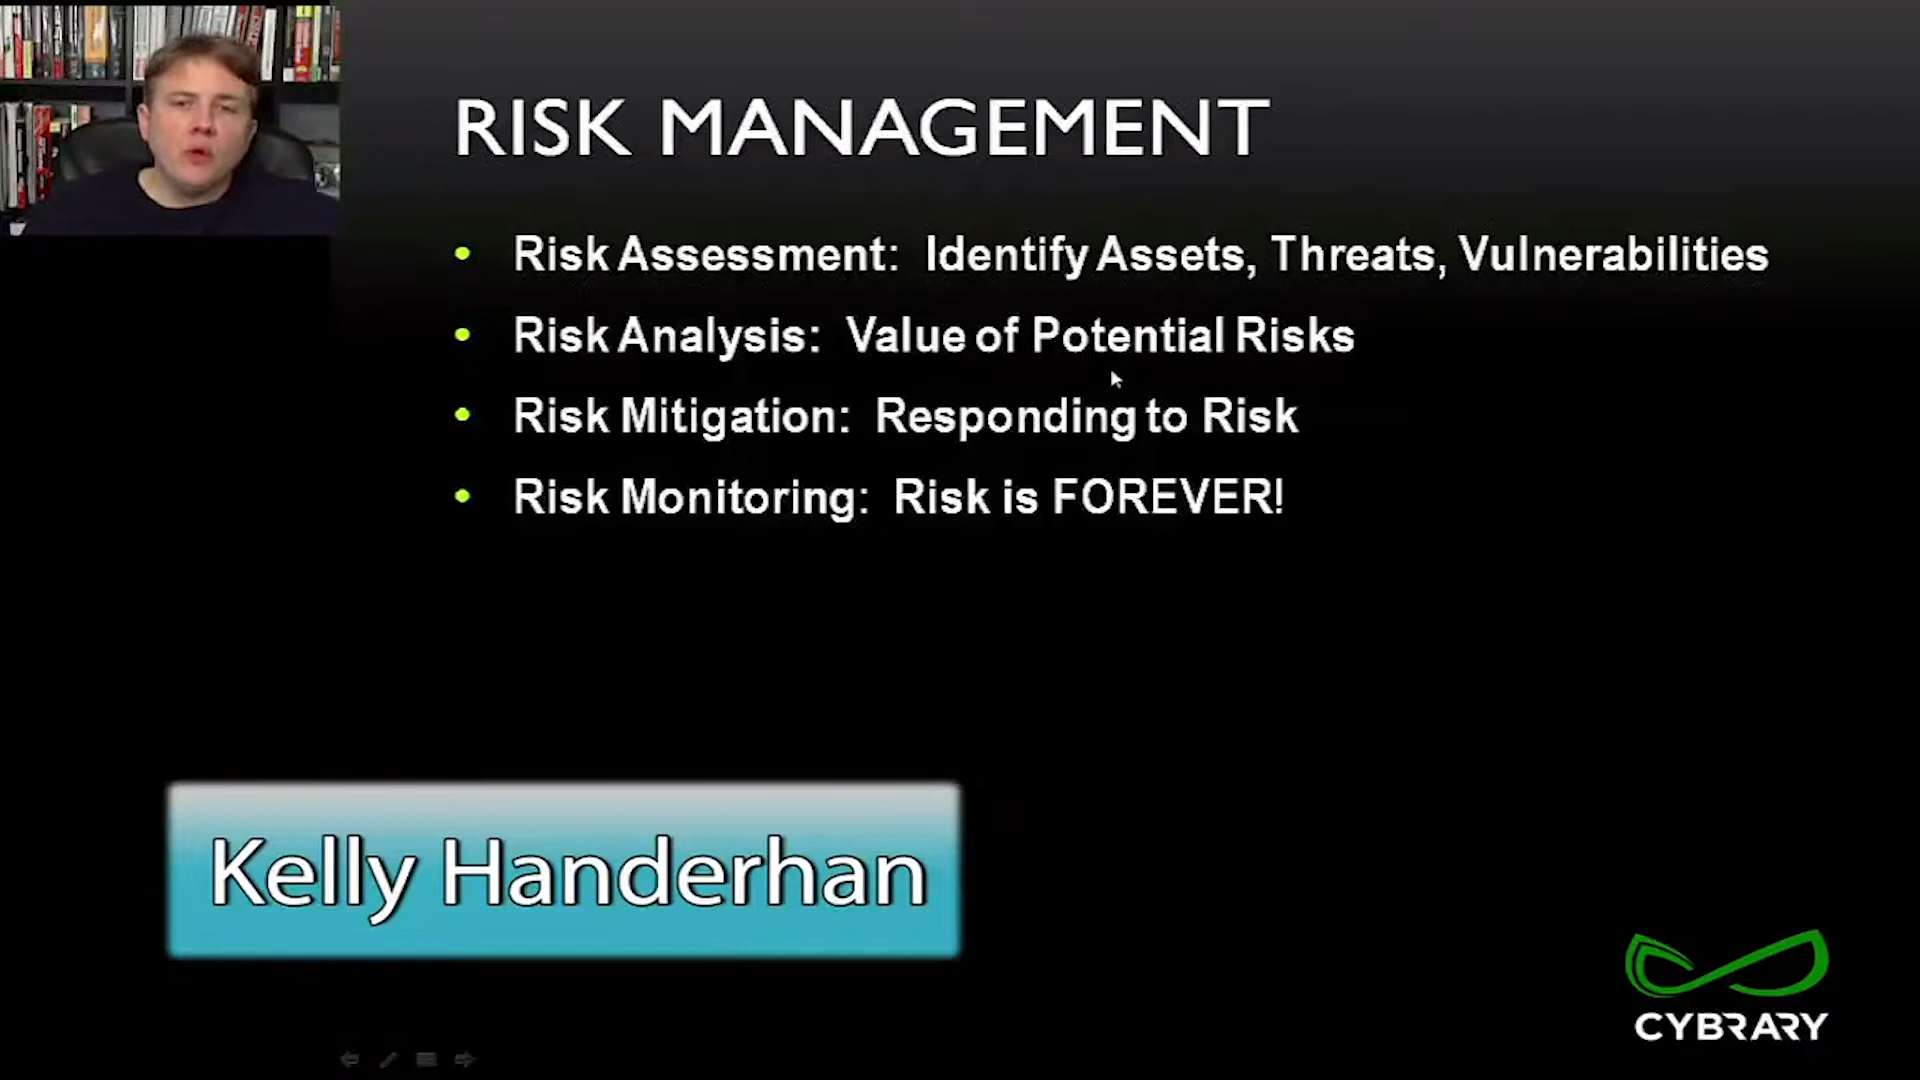 RISK MANAGEMENT
• Risk Assessment: Identify Assets, Threats, Vulnerabilities
• Risk Analysis: Value of Potential Risks
• Risk Mitigation: Responding to Risk
• Risk Monitoring: Risk is FOREVER!
Kelly Handerhan
CYBRARY